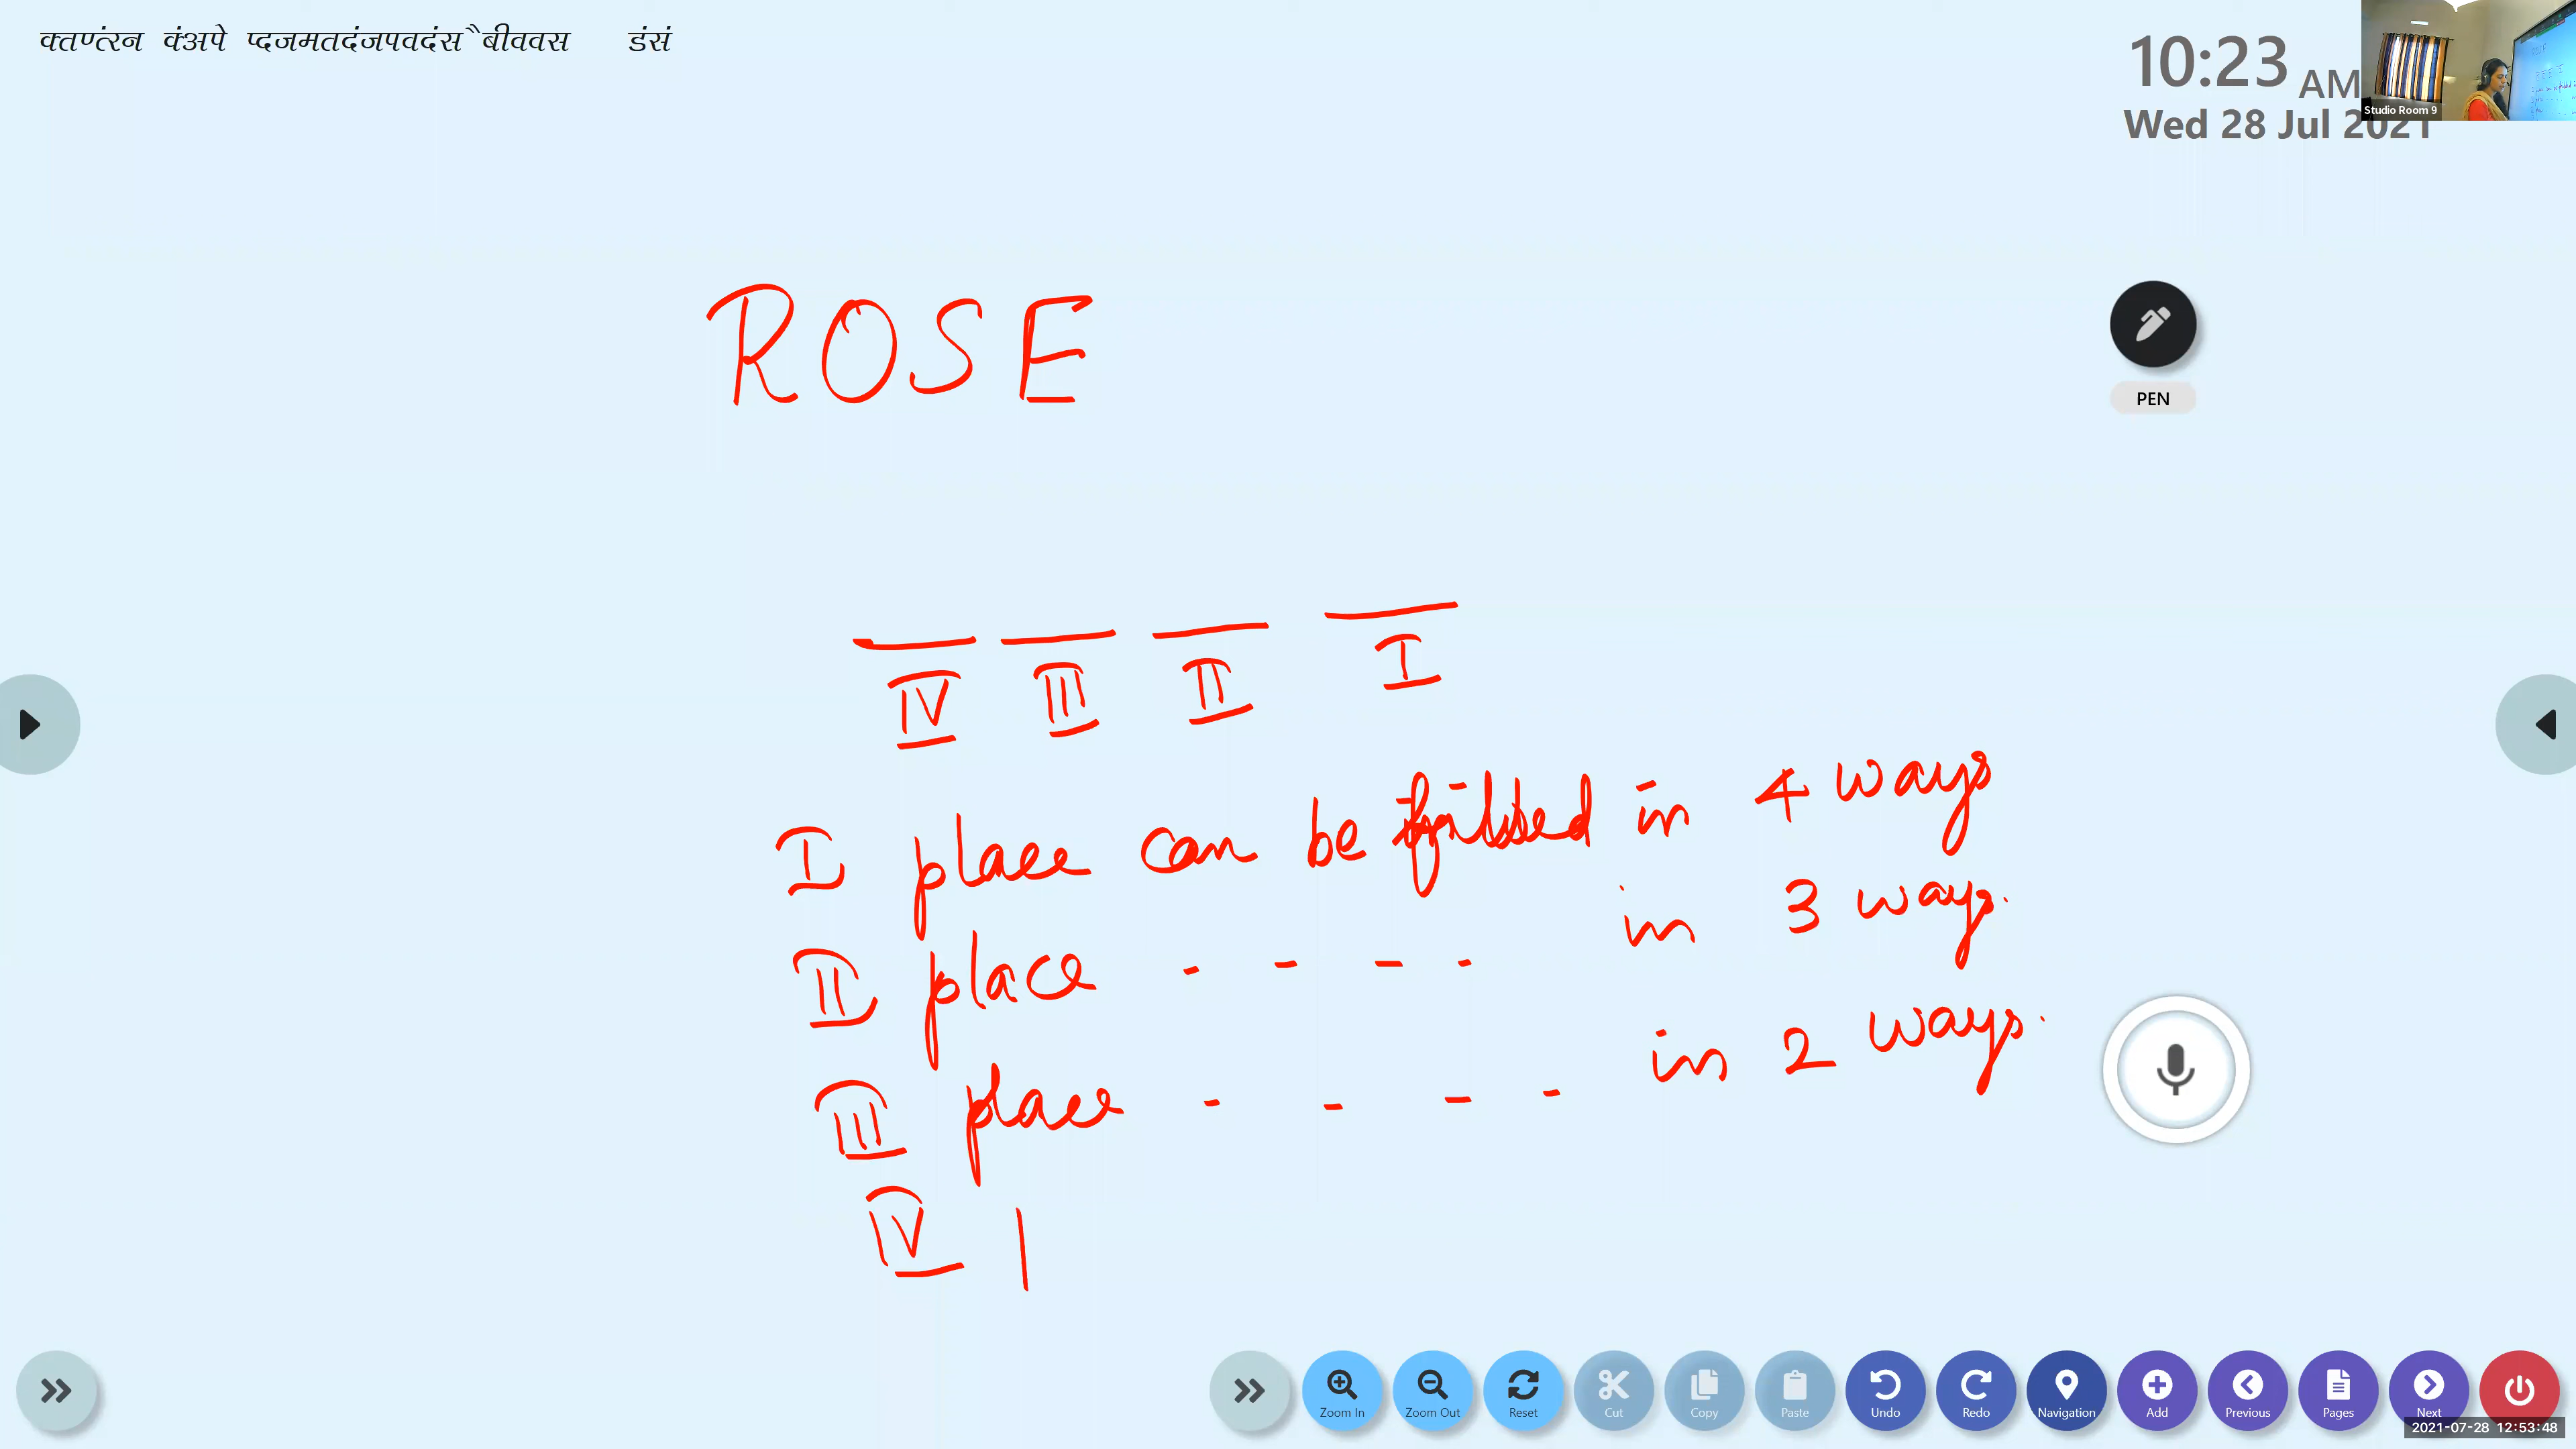 क्तण्टंरन कंअपे प्दजमतदंजपवदंस ैबीववस डंसं
10:23 AM
Wed 28 Jul 2021
Studio Room 9
ROSE
PEN
IV III II I
I place can be filled in 4 ways
II place - - - - in 3 ways.
III place - - - - in 2 ways.
IV |
Zoom In Zoom Out Reset Cut Copy Paste Undo Redo Navigation Add Previous Pages Next
2021-07-28 12:53:48